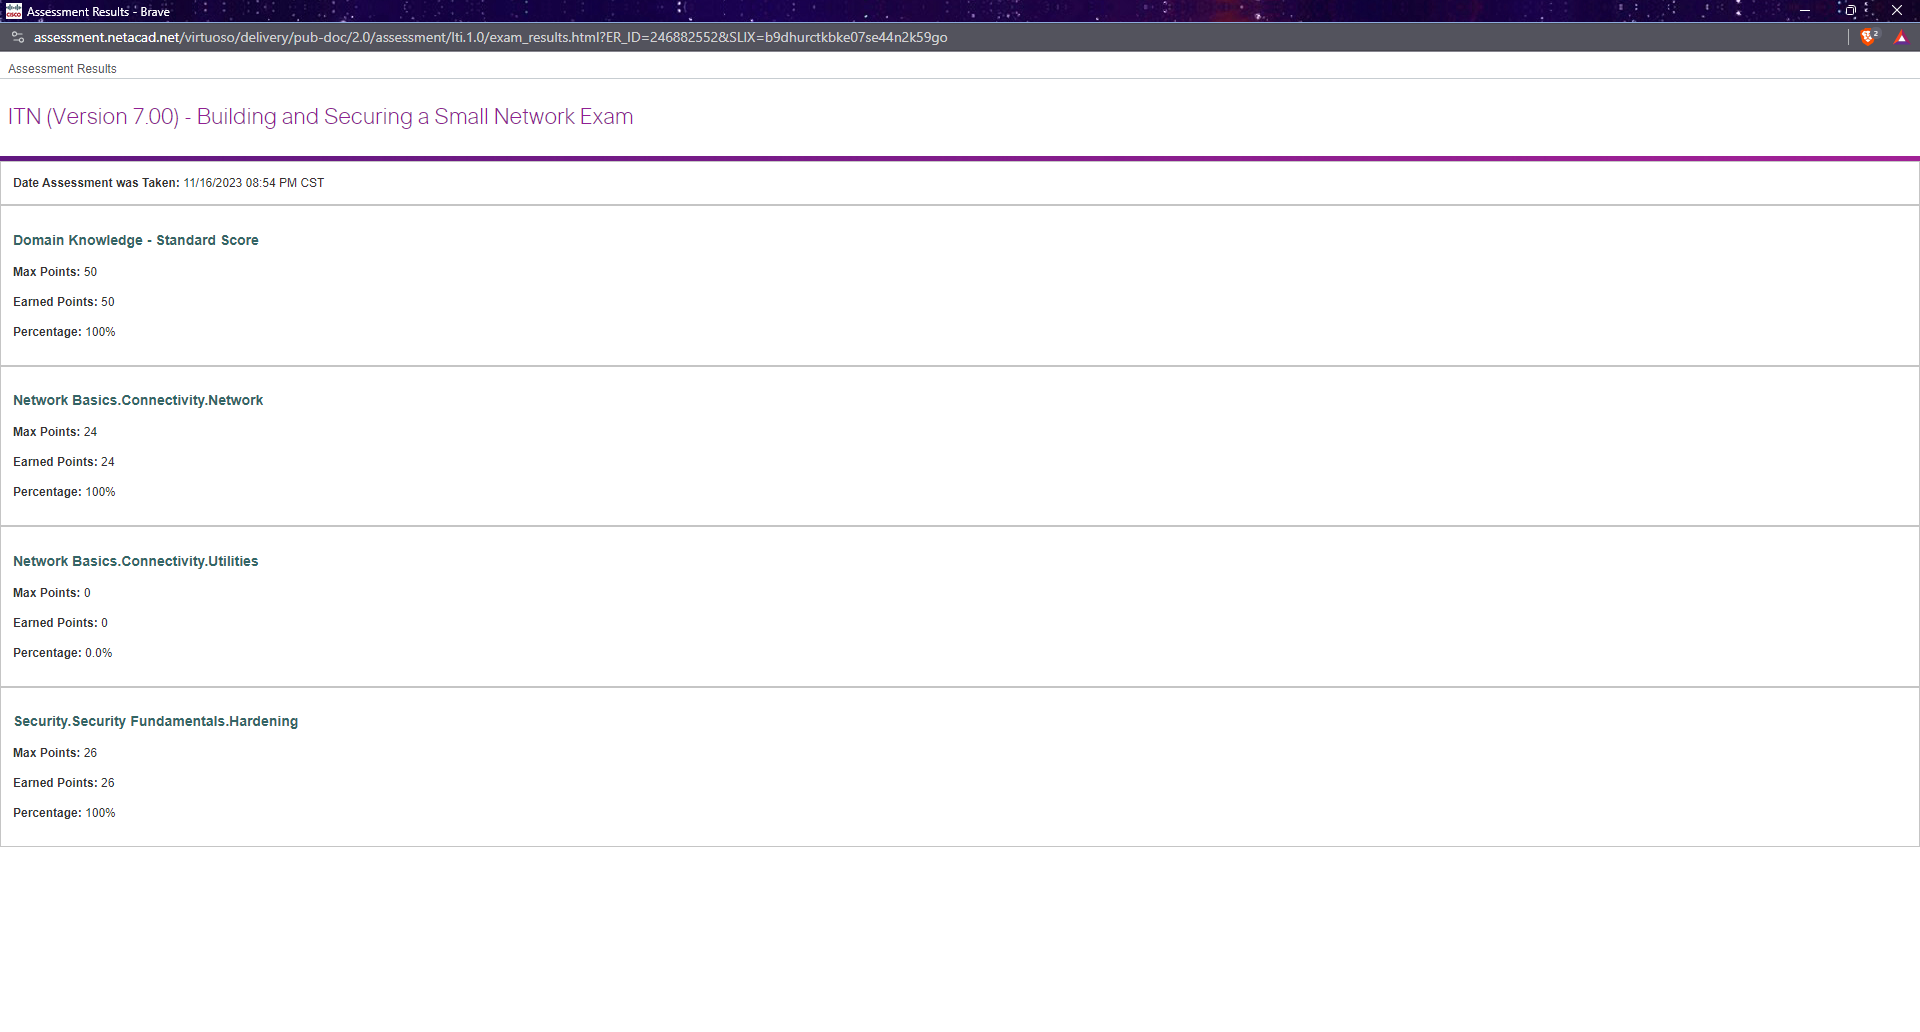 Assessment Results - Brave
assessment.netacad.net/virtuoso/delivery/pub-doc/2.0/assessment/lti.1.0/exam_results.html?ER_ID=246882552&SLIX=b9dhurctkbke07se44n2k59go
2
Assessment Results
ITN (Version 7.00) - Building and Securing a Small Network Exam
Date Assessment was Taken: 11/16/2023 08:54 PM CST
Domain Knowledge - Standard Score
Max Points: 50
Earned Points: 50
Percentage: 100%
Network Basics.Connectivity.Network
Max Points: 24
Earned Points: 24
Percentage: 100%
Network Basics.Connectivity.Utilities
Max Points: 0
Earned Points: 0
Percentage: 0.0%
Security.Security Fundamentals.Hardening
Max Points: 26
Earned Points: 26
Percentage: 100%